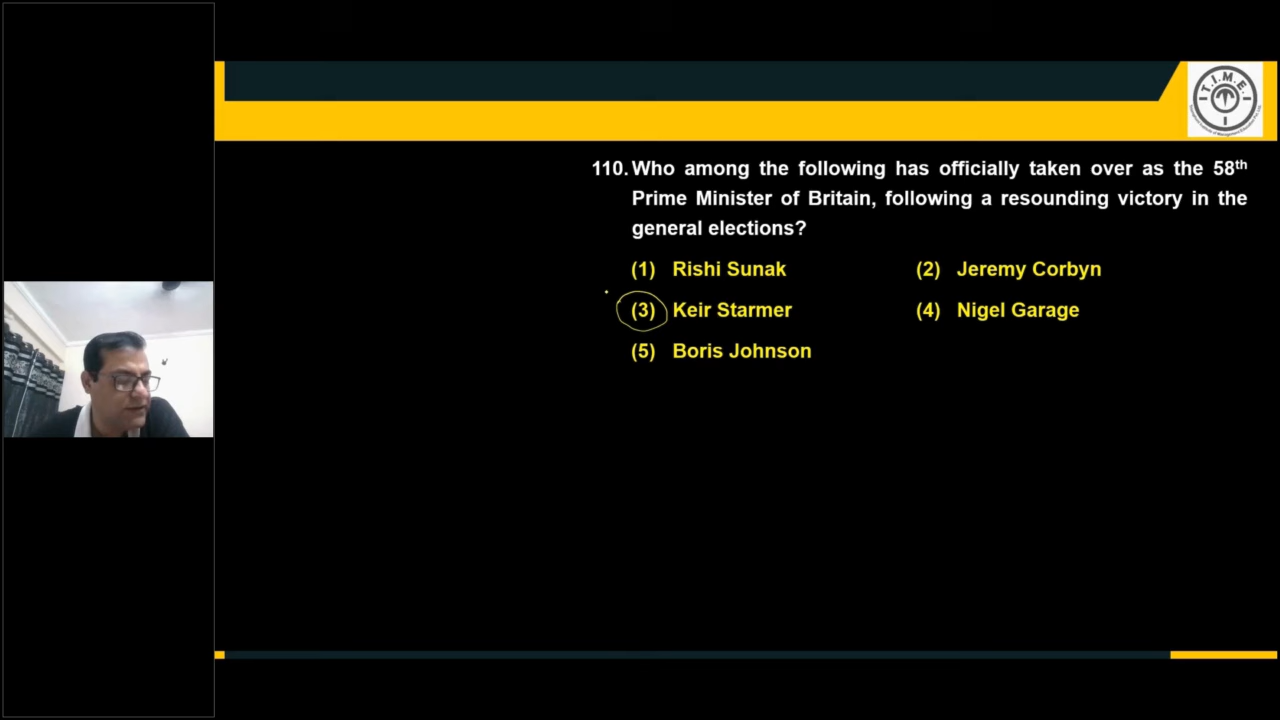 T.I.M.E.
110. Who among the following has officially taken over as the 58th
Prime Minister of Britain, following a resounding victory in the
general elections?
(1) Rishi Sunak
(2) Jeremy Corbyn
(3) Keir Starmer
(4) Nigel Garage
(5) Boris Johnson